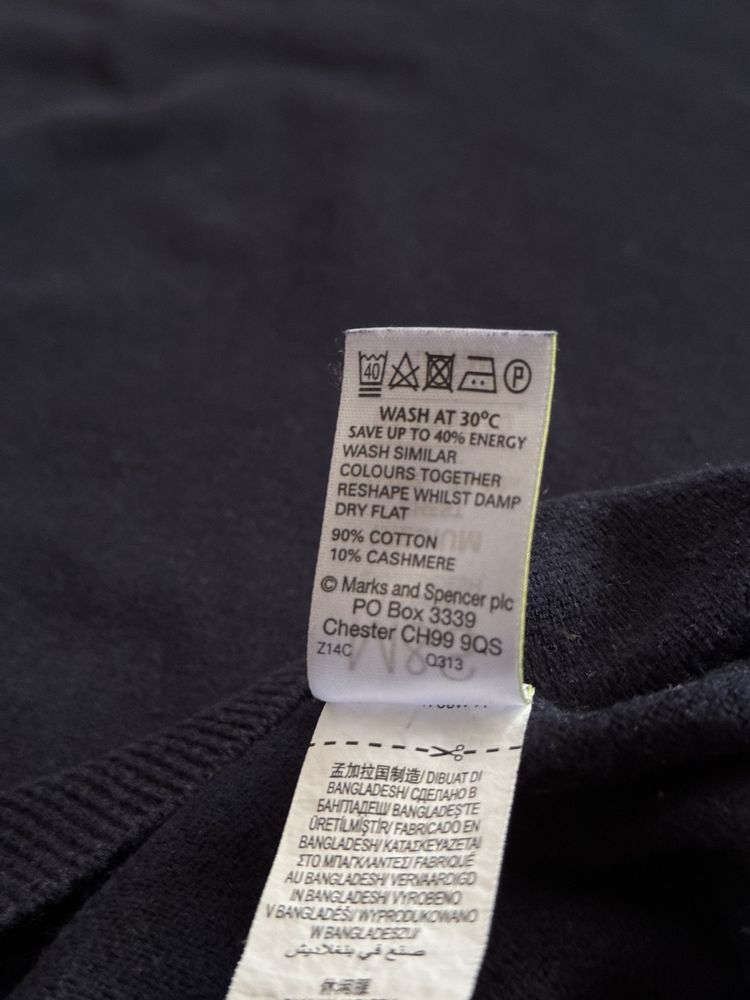 40 P
WASH AT 30°C
SAVE UP TO 40% ENERGY
WASH SIMILAR
COLOURS TOGETHER
RESHAPE WHILST DAMP
DRY FLAT
90% COTTON
10% CASHMERE
© Marks and Spencer plc
PO Box 3339
Chester CH99 9QS
Z14C Q313
孟加拉国制造/ DIBUAT DI
BANGLADESH/ СДЕЛАНО В
БАНГЛАДЕШ/ BANGLADEŞ'TE
ÜRETİLMİŞTİR/ FABRICADO EN
BANGLADESH/ ΚΑΤΑΣΚΕΥΑΖΕΤΑΙ
ΣΤΟ ΜΠΑΓΚΛΑΝΤΕΣ/ FABRIQUÉ
AU BANGLADESH/ VERVAARDIGD
IN BANGLADESH/ VYROBENO
V BANGLADÉŠI/ WYPRODUKOWANO
W BANGLADESZU/
صنع في بنغلاديش